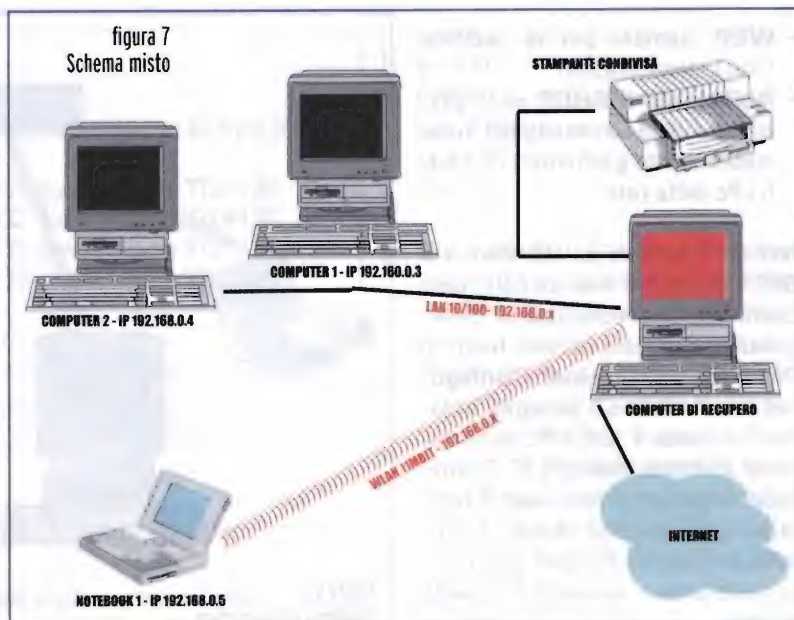 figura 7
Schema misto
STAMPANTE CONDIVISA
COMPUTER 1 - IP 192.160.0.3
COMPUTER 2 - IP 192.168.0.4
LAN 10/100- 192.168.0.x
COMPUTER DI RECUPERO
WLAN 11MBIT - 192.168.0.X
INTERNET
NOTEBOOK 1 - IP 192.168.0.5